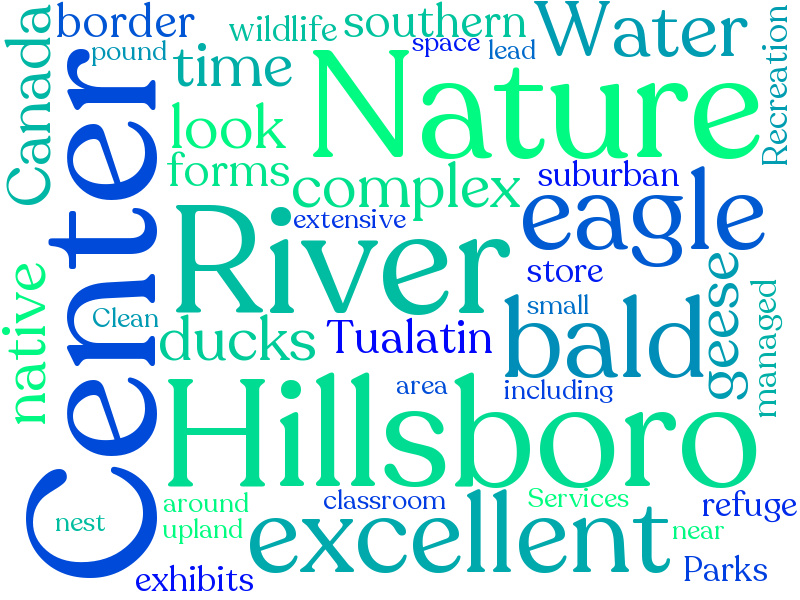 border
wildlife
southern
Water
Canada
pound
time
space
lead
Recreation
Center
look
Nature
forms
complex
suburban
extensive
eagle
River
store
native
Clean
ducks
Tualatin
small
bald
geese
managed
area
including
Hillsboro
nest
around
upland
classroom
Services
excellent
refuge
near
exhibits
Parks